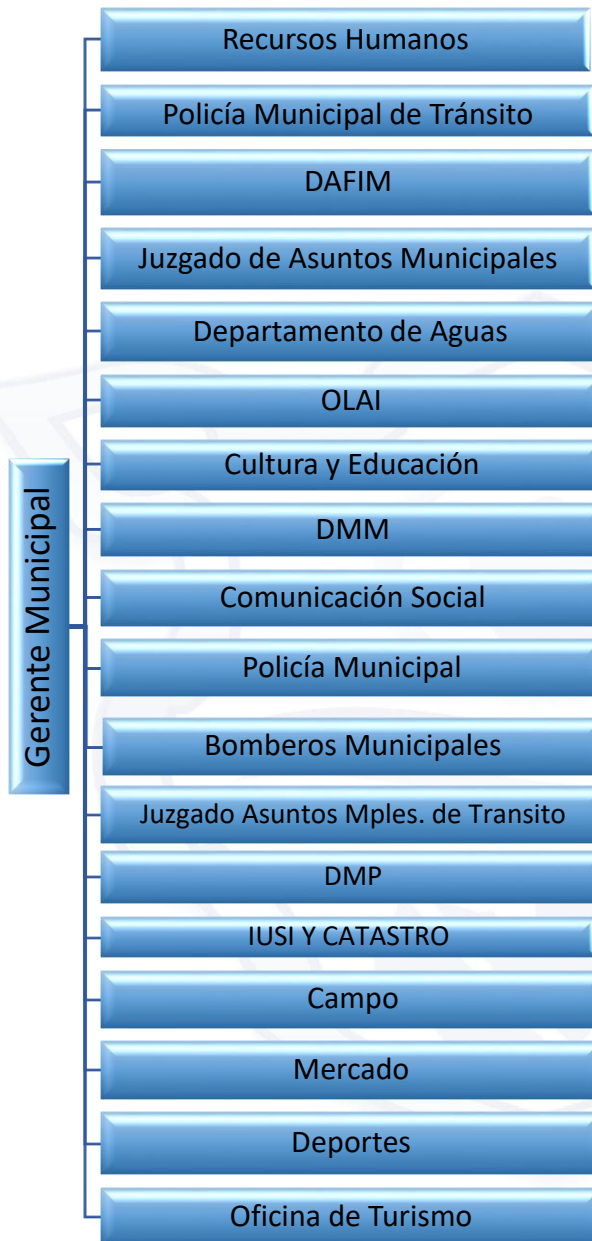 Recursos Humanos
Policía Municipal de Tránsito
DAFIM
Juzgado de Asuntos Municipales
Departamento de Aguas
OLAI
Cultura y Educación
DMM
Comunicación Social
Policía Municipal
Bomberos Municipales
Juzgado Asuntos Mples. de Transito
DMP
IUSI Y CATASTRO
Campo
Mercado
Deportes
Oficina de Turismo
Gerente Municipal